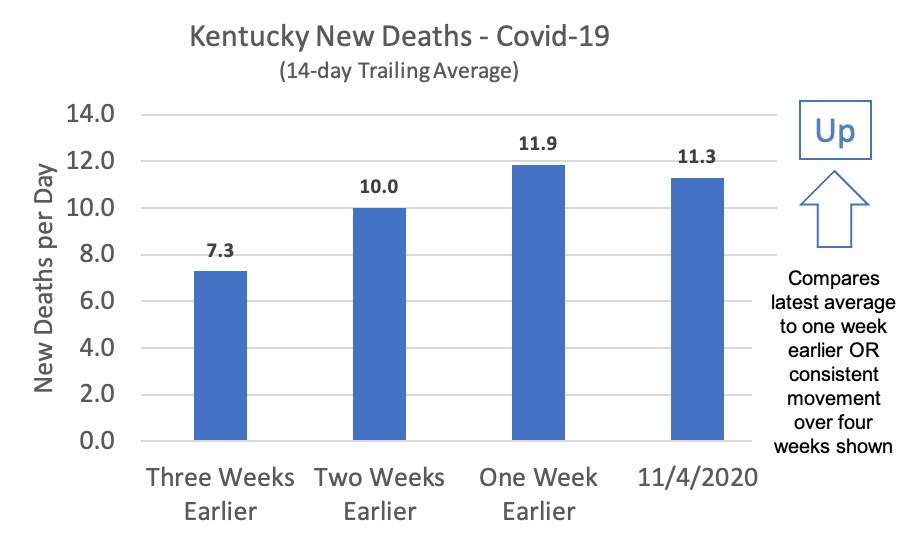 Kentucky New Deaths - Covid-19
(14-day Trailing Average)
New Deaths per Day
14.0
12.0
10.0
8.0
6.0
4.0
2.0
0.0
7.3
10.0
11.9
11.3
Three Weeks
Earlier
Two Weeks
Earlier
One Week
Earlier
11/4/2020
Up
Compares
latest average
to one week
earlier OR
consistent
movement
over four
weeks shown